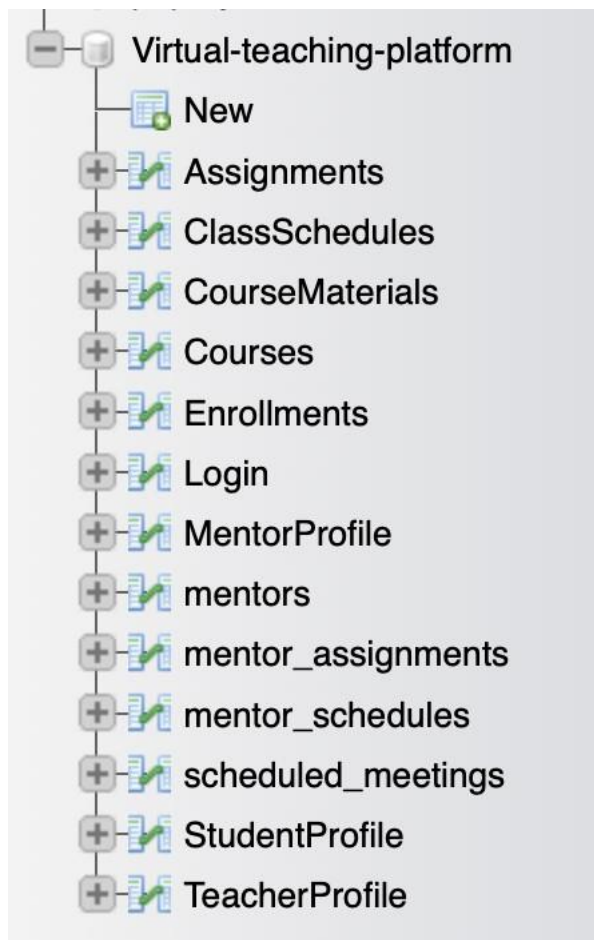 Virtual-teaching-platform
New
Assignments
ClassSchedules
CourseMaterials
Courses
Enrollments
Login
MentorProfile
mentors
mentor_assignments
mentor_schedules
scheduled_meetings
StudentProfile
TeacherProfile